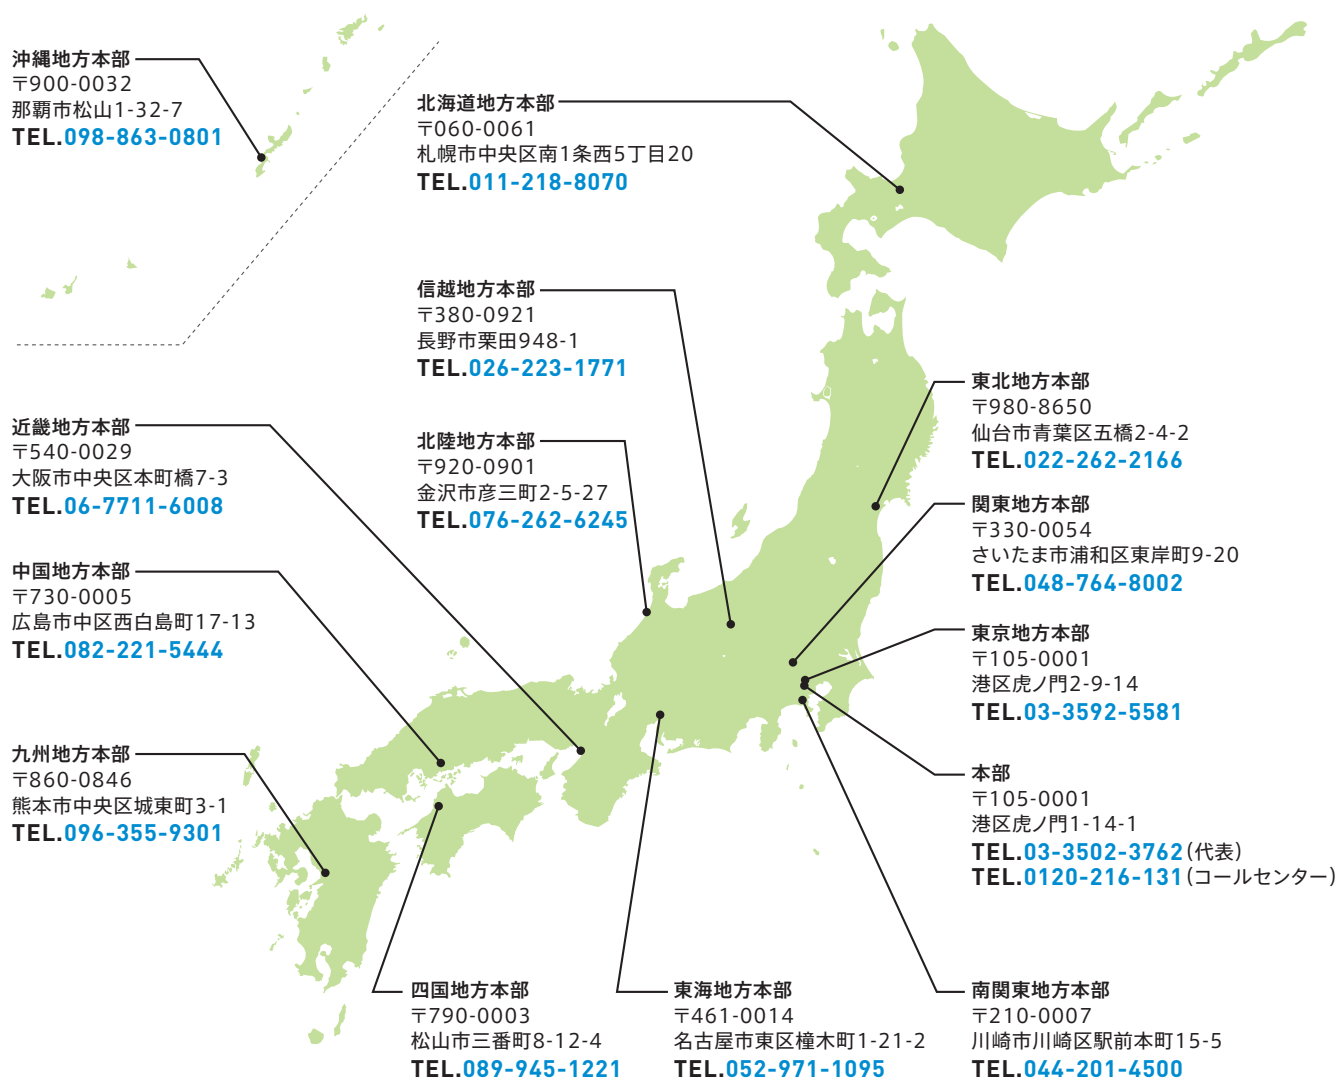 沖縄地方本部
〒900-0032
那覇市松山1-32-7
TEL.098-863-0801
北海道地方本部
〒060-0061
札幌市中央区南1条西5丁目20
TEL.011-218-8070
信越地方本部
〒380-0921
長野市栗田948-1
TEL.026-223-1771
東北地方本部
〒980-8650
仙台市青葉区五橋2-4-2
TEL.022-262-2166
近畿地方本部
〒540-0029
大阪市中央区本町橋7-3
TEL.06-7711-6008
北陸地方本部
〒920-0901
金沢市彦三町2-5-27
TEL.076-262-6245
関東地方本部
〒330-0054
さいたま市浦和区東岸町9-20
TEL.048-764-8002
中国地方本部
〒730-0005
広島市中区西白島町17-13
TEL.082-221-5444
東京地方本部
〒105-0001
港区虎ノ門2-9-14
TEL.03-3592-5581
九州地方本部
〒860-0846
熊本市中央区城東町3-1
TEL.096-355-9301
本部
〒105-0001
港区虎ノ門1-14-1
TEL.03-3502-3762(代表)
TEL.0120-216-131(コールセンター)
四国地方本部
〒790-0003
松山市三番町8-12-4
TEL.089-945-1221
東海地方本部
〒461-0014
名古屋市東区橦木町1-21-2
TEL.052-971-1095
南関東地方本部
〒210-0007
川崎市川崎区駅前本町15-5
TEL.044-201-4500